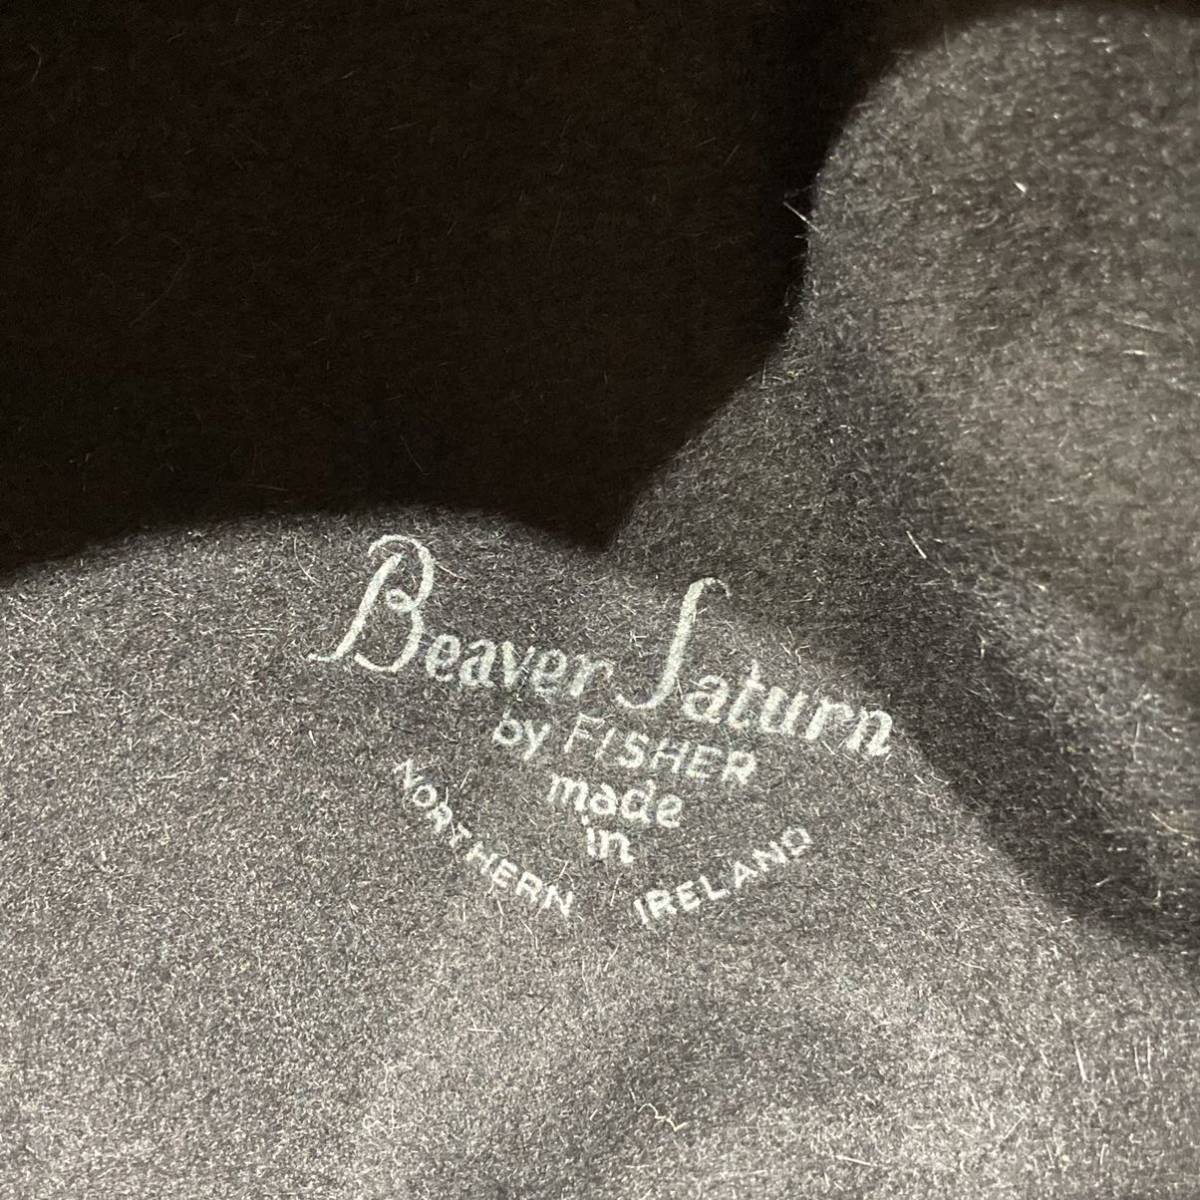 Beaver Saturn
by FISHER
made
in
NORTHERN IRELAND